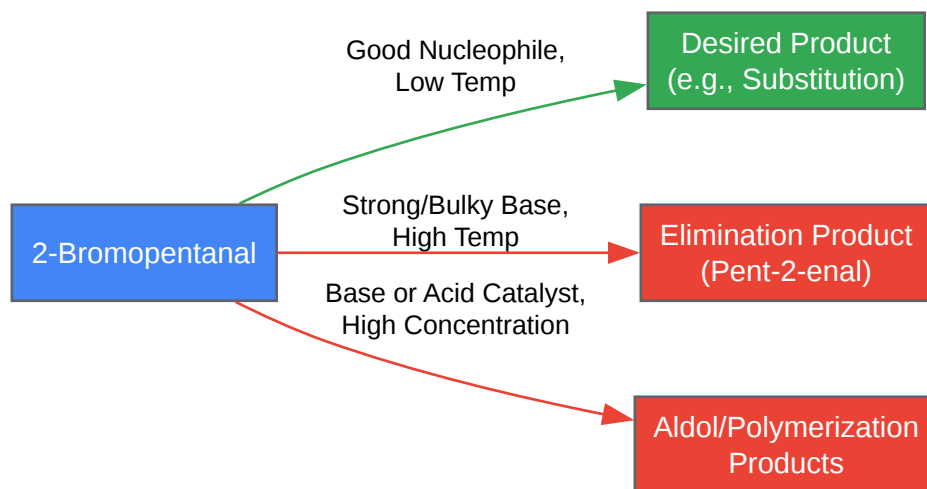 Good Nucleophile,
Low Temp
Desired Product
(e.g., Substitution)
2-Bromopentanal
Strong/Bulky Base,
High Temp
Elimination Product
(Pent-2-enal)
Base or Acid Catalyst,
High Concentration
Aldol/Polymerization
Products